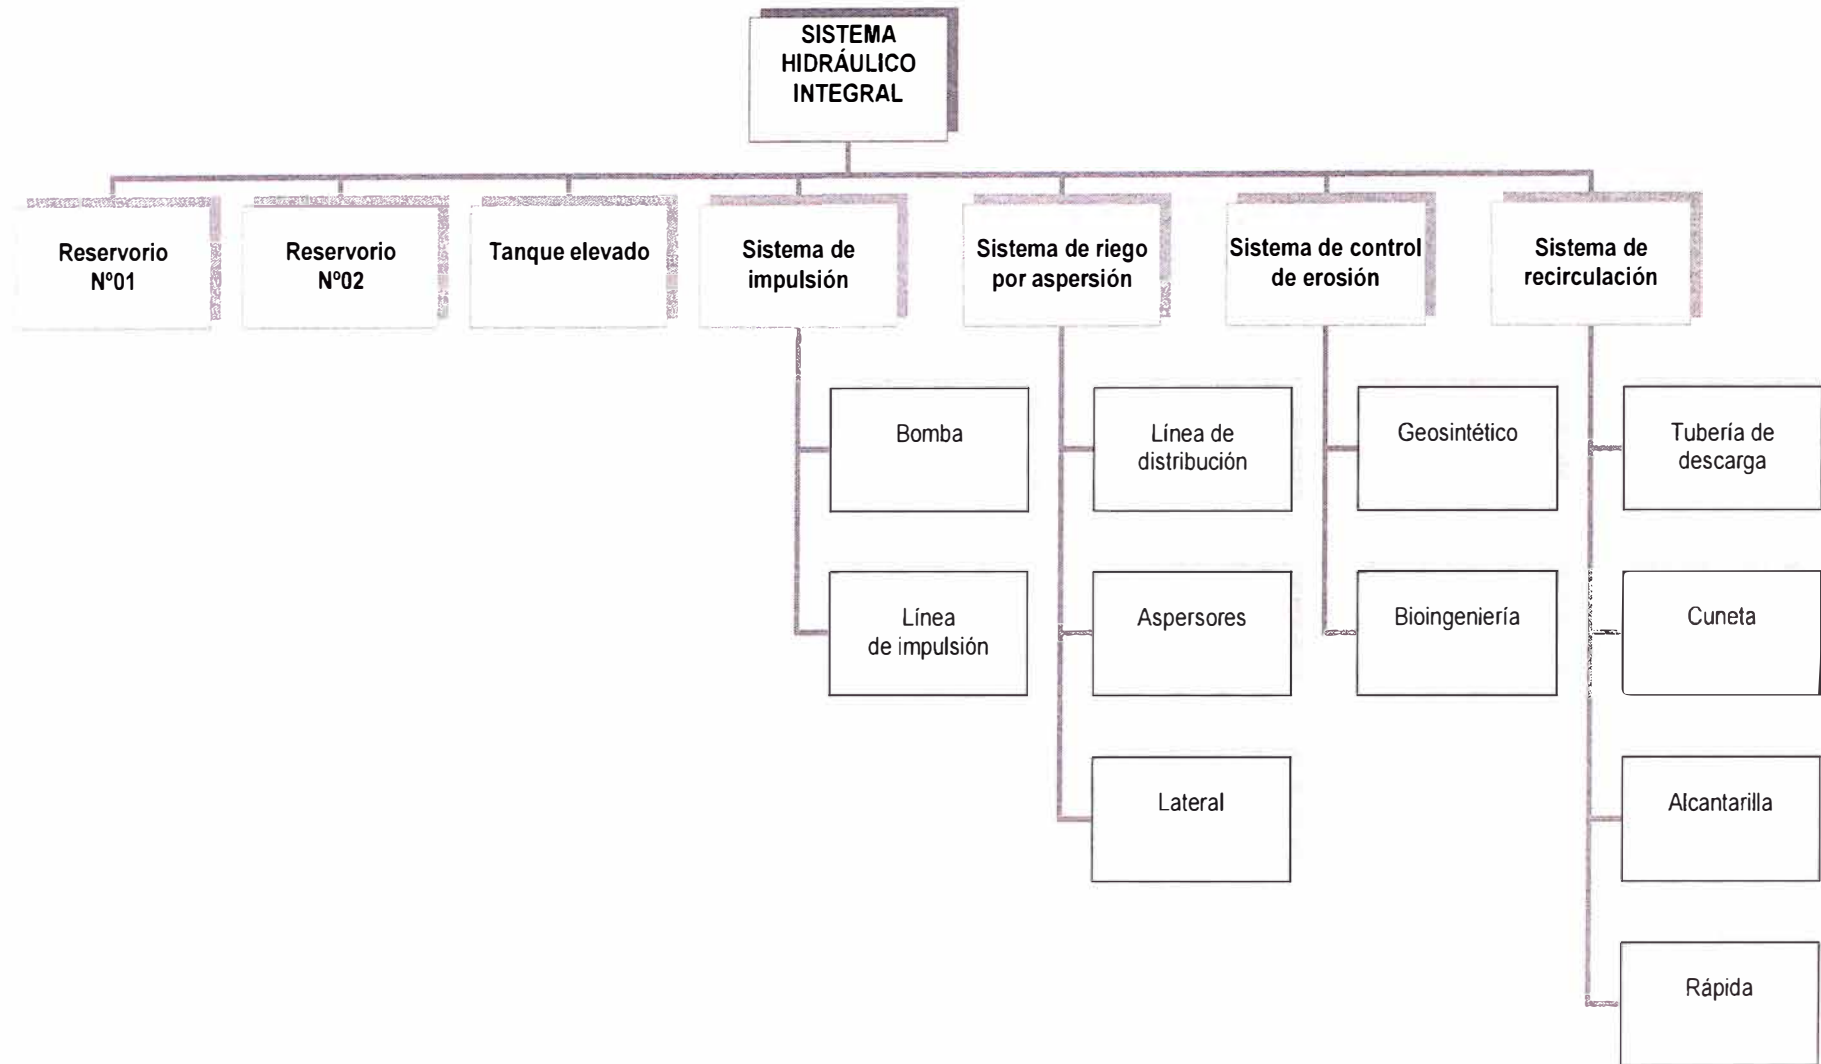 SISTEMA
HIDRÁULICO
INTEGRAL
Reservorio
Nº01
Reservorio
Nº02
Tanque elevado
Sistema de
impulsión
Sistema de riego
por aspersión
Sistema de control
de erosión
Sistema de
recirculación
Bomba
Línea
de impulsión
Línea de
distribución
Aspersores
Lateral
Geosintético
Bioingeniería
Tubería de
descarga
Cuneta
Alcantarilla
Rápida